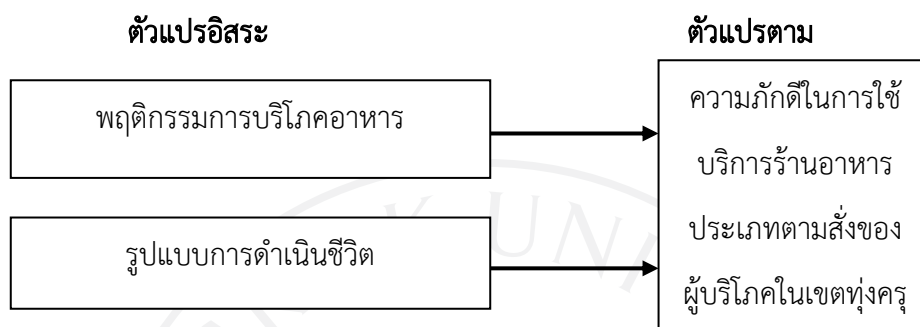 ตัวแปรอิสระ
ตัวแปรตาม
พฤติกรรมการบริโภคอาหาร
รูปแบบการดำเนินชีวิต
ความภักดีในการใช้
บริการร้านอาหาร
ประเภทตามสั่งของ
ผู้บริโภคในเขตทุ่งครุ